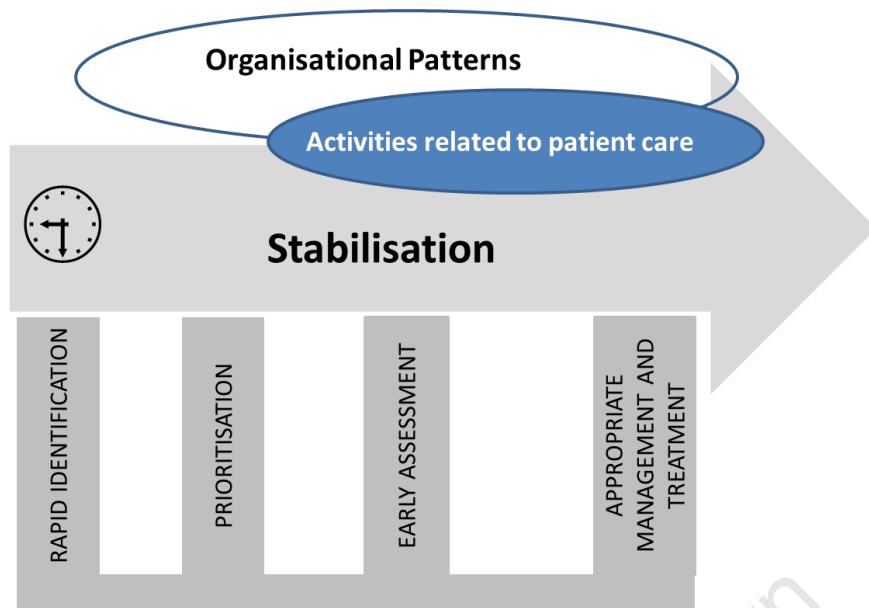 Organisational Patterns
Activities related to patient care
Stabilisation
RAPID IDENTIFICATION
PRIORITISATION
EARLY ASSESSMENT
APPROPRIATE
MANAGEMENT AND
TREATMENT